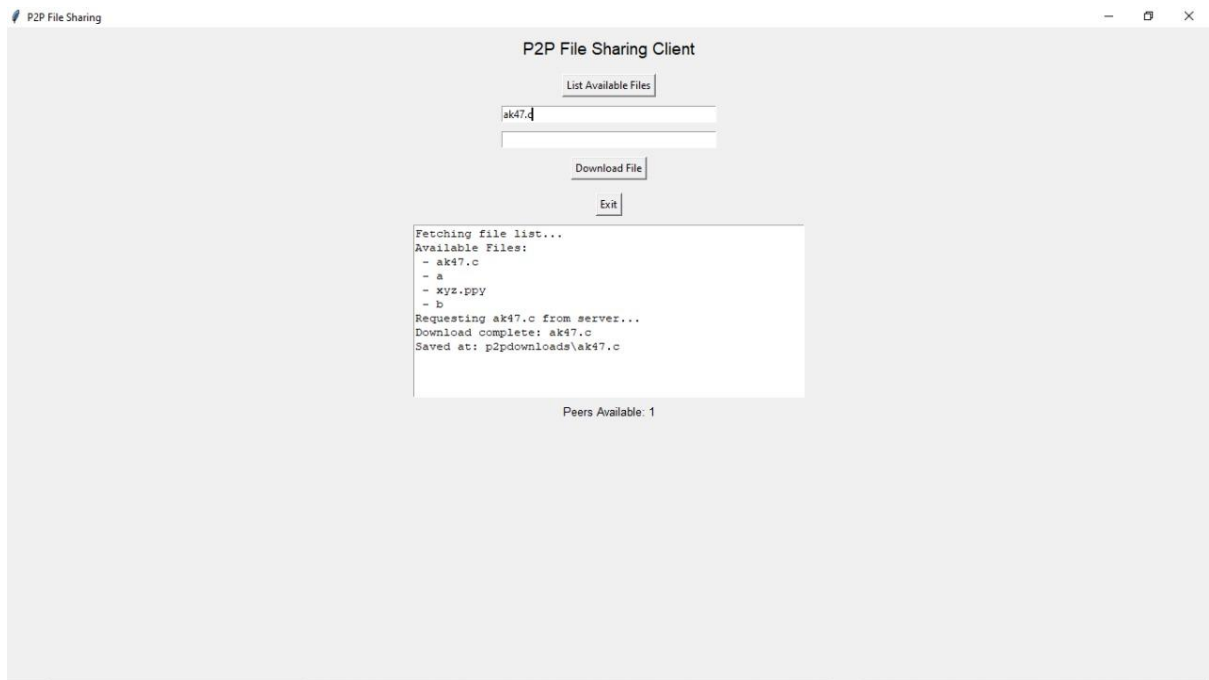 P2P File Sharing
P2P File Sharing Client
List Available Files
ak47.c
Download File
Exit
Fetching file list...
Available Files:
- ak47.c
- a
- xyz.ppy
- b
Requesting ak47.c from server...
Download complete: ak47.c
Saved at: p2pdownloads\ak47.c
Peers Available: 1